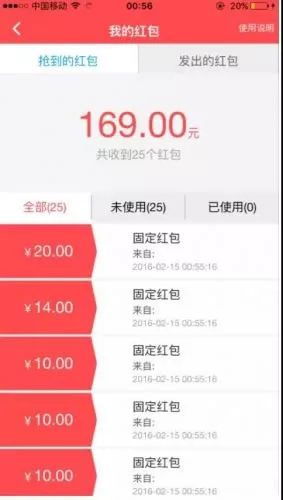 中国移动
00:56
20%
我的红包
使用说明
抢到的红包
发出的红包
169.00元
共收到25个红包
全部(25)
未使用(25)
已使用(0)
¥20.00
固定红包
来自:
2016-02-15 00:55:16
¥14.00
固定红包
来自:
2016-02-15 00:55:16
¥10.00
固定红包
来自:
2016-02-15 00:55:16
¥10.00
固定红包
来自:
2016-02-15 00:55:16
¥10.00
固定红包
来自:
2016-02-15 00:55:16